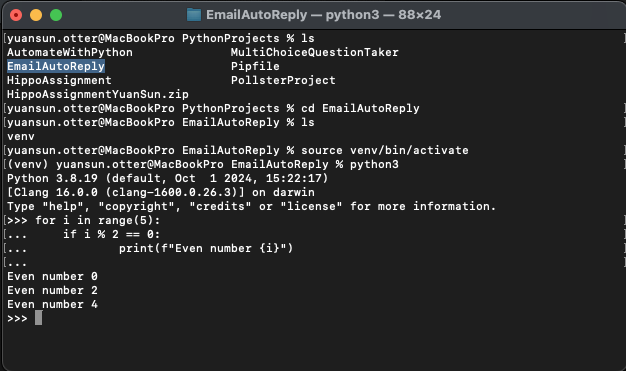 EmailAutoReply — python3 — 88×24
[yuansun.otter@MacBookPro PythonProjects % ls ]
AutomateWithPython MultiChoiceQuestionTaker
EmailAutoReply Pipfile
HippoAssignment PollsterProject
HippoAssignmentYuanSun.zip
[yuansun.otter@MacBookPro PythonProjects % cd EmailAutoReply ]
[yuansun.otter@MacBookPro EmailAutoReply % ls ]
venv
[yuansun.otter@MacBookPro EmailAutoReply % source venv/bin/activate ]
[(venv) yuansun.otter@MacBookPro EmailAutoReply % python3 ]
Python 3.8.19 (default, Oct  1 2024, 15:22:17)
[Clang 16.0.0 (clang-1600.0.26.3)] on darwin
Type "help", "copyright", "credits" or "license" for more information.
[>>> for i in range(5): ]
[...     if i % 2 == 0: ]
[...             print(f"Even number {i}") ]
[... ]
Even number 0
Even number 2
Even number 4
>>>